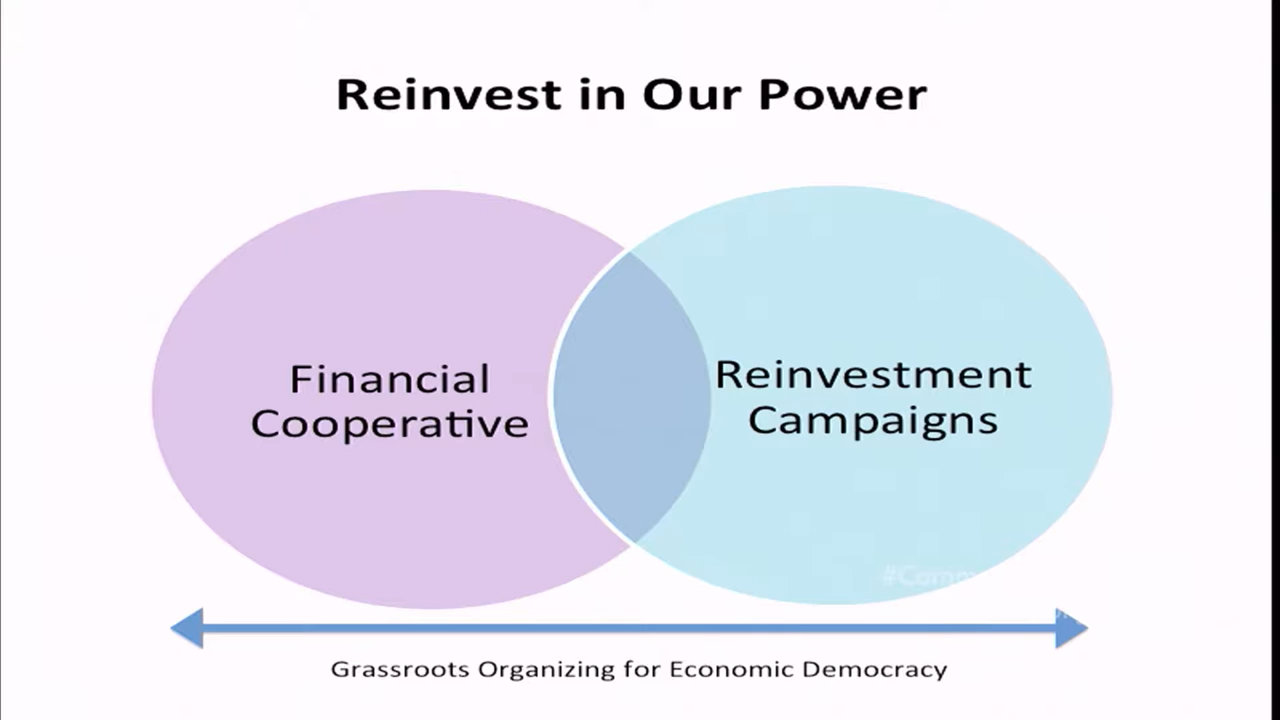 Reinvest in Our Power
Financial
Cooperative
Reinvestment
Campaigns
Grassroots Organizing for Economic Democracy